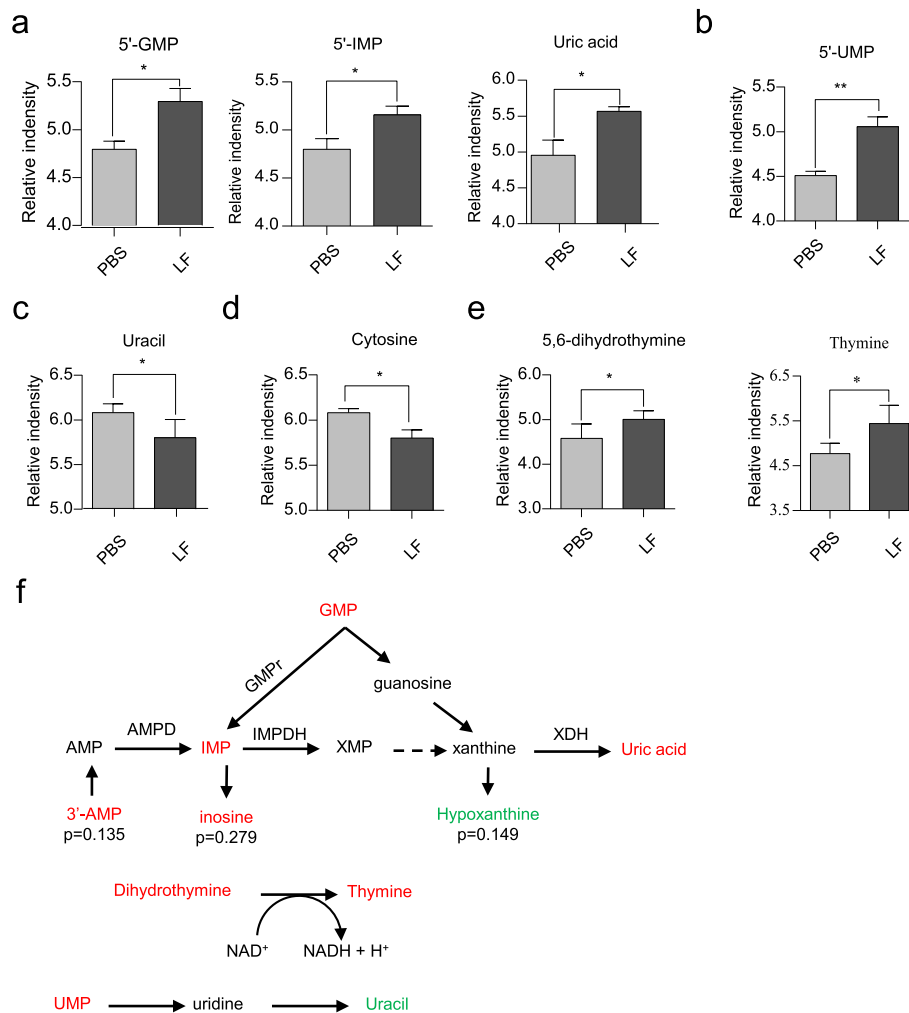 a
5'-GMP
*
Relative indensity
5.5
5.0
4.5
4.0
PBS
LF
5'-IMP
*
Relative indensity
5.5
5.0
4.5
4.0
PBS
LF
Uric acid
*
Relative indensity
6.0
5.5
5.0
4.5
4.0
PBS
LF
b
5'-UMP
**
Relative indensity
5.5
5.0
4.5
4.0
PBS
LF
c
Uracil
*
Relative indensity
6.5
6.0
5.5
5.0
PBS
LF
d
Cytosine
*
Relative indensity
6.5
6.0
5.5
5.0
PBS
LF
e
5,6-dihydrothymine
*
Relative indensity
6.0
5.0
4.0
3.0
PBS
LF
Thymine
*
Relative indensity
6.5
5.5
4.5
3.5
PBS
LF
f
GMP
GMPr
guanosine
AMP
AMPD
IMP
IMPDH
XMP
xanthine
XDH
Uric acid
3'-AMP
p=0.135
inosine
p=0.279
Hypoxanthine
p=0.149
Dihydrothymine
Thymine
NAD⁺
NADH + H⁺
UMP
uridine
Uracil